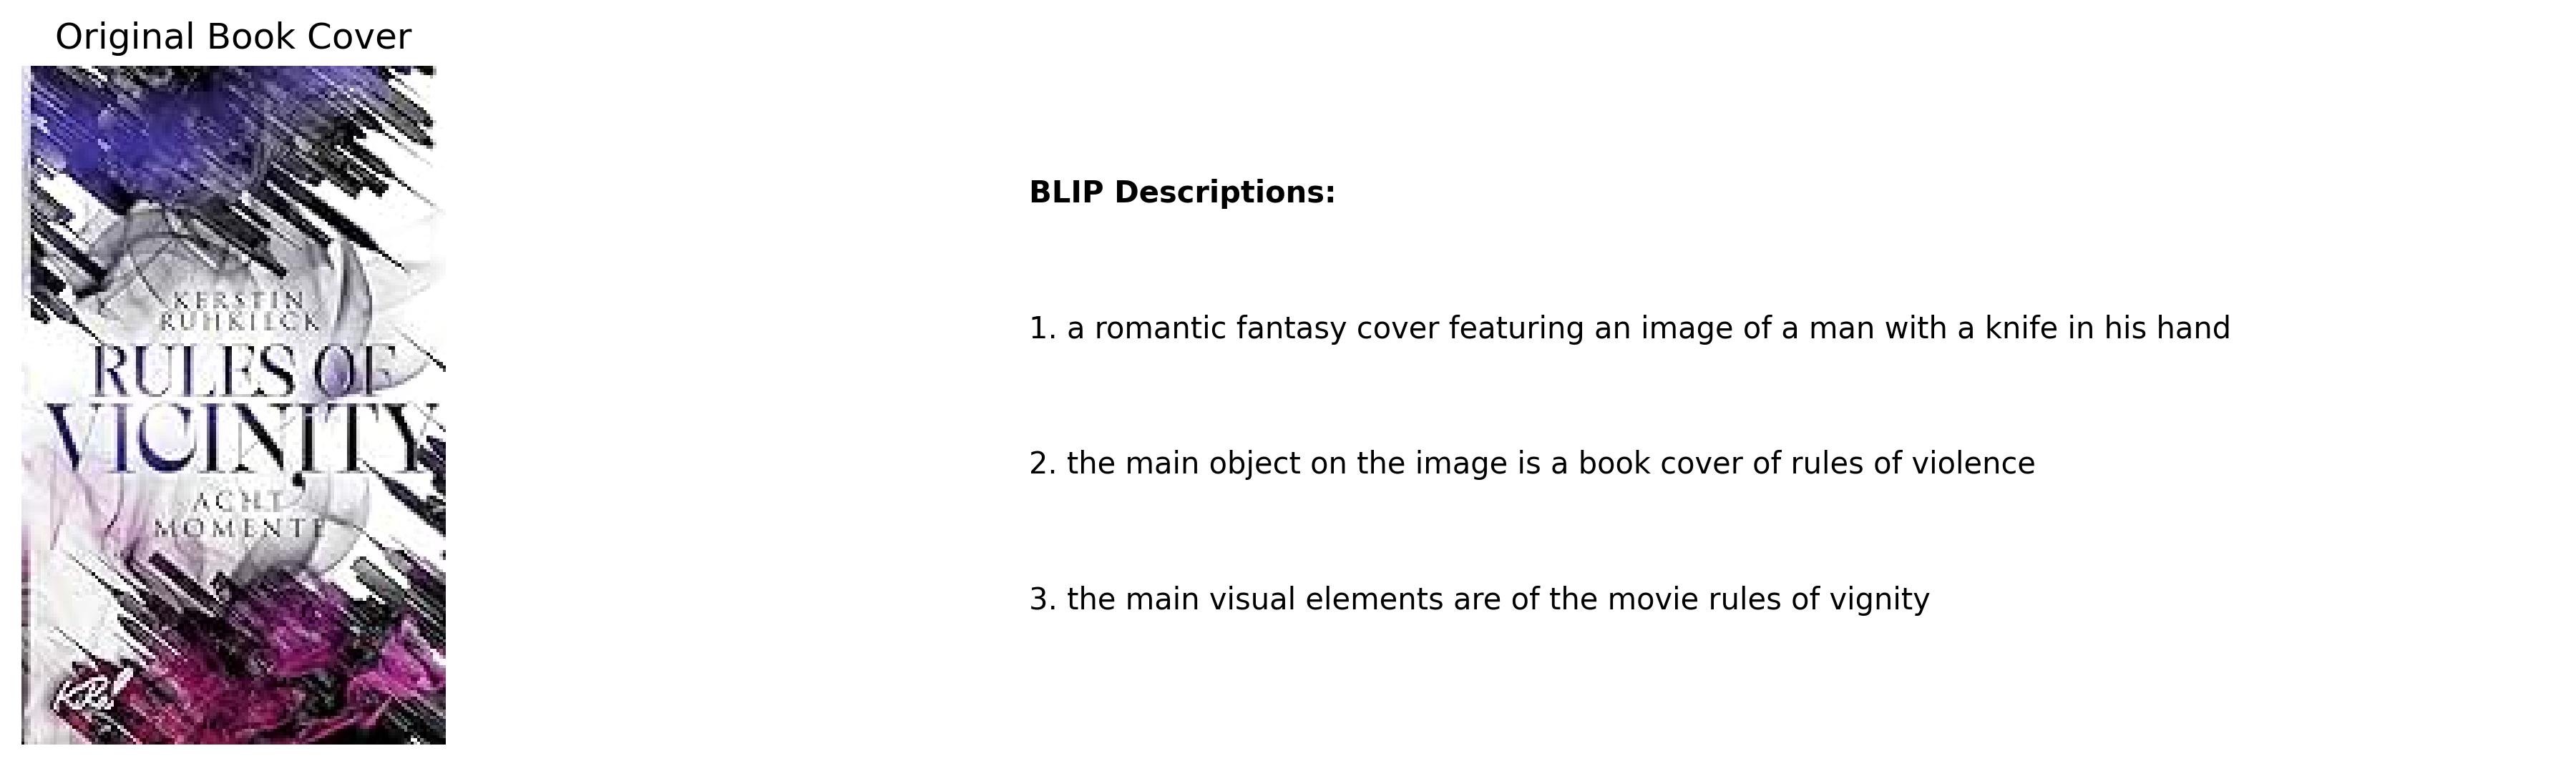 Original Book Cover
KERSTIN
RUHKIECK
RULES OF
VICINITY
ACHT
MOMENTE
BLIP Descriptions:
1. a romantic fantasy cover featuring an image of a man with a knife in his hand
2. the main object on the image is a book cover of rules of violence
3. the main visual elements are of the movie rules of vignity